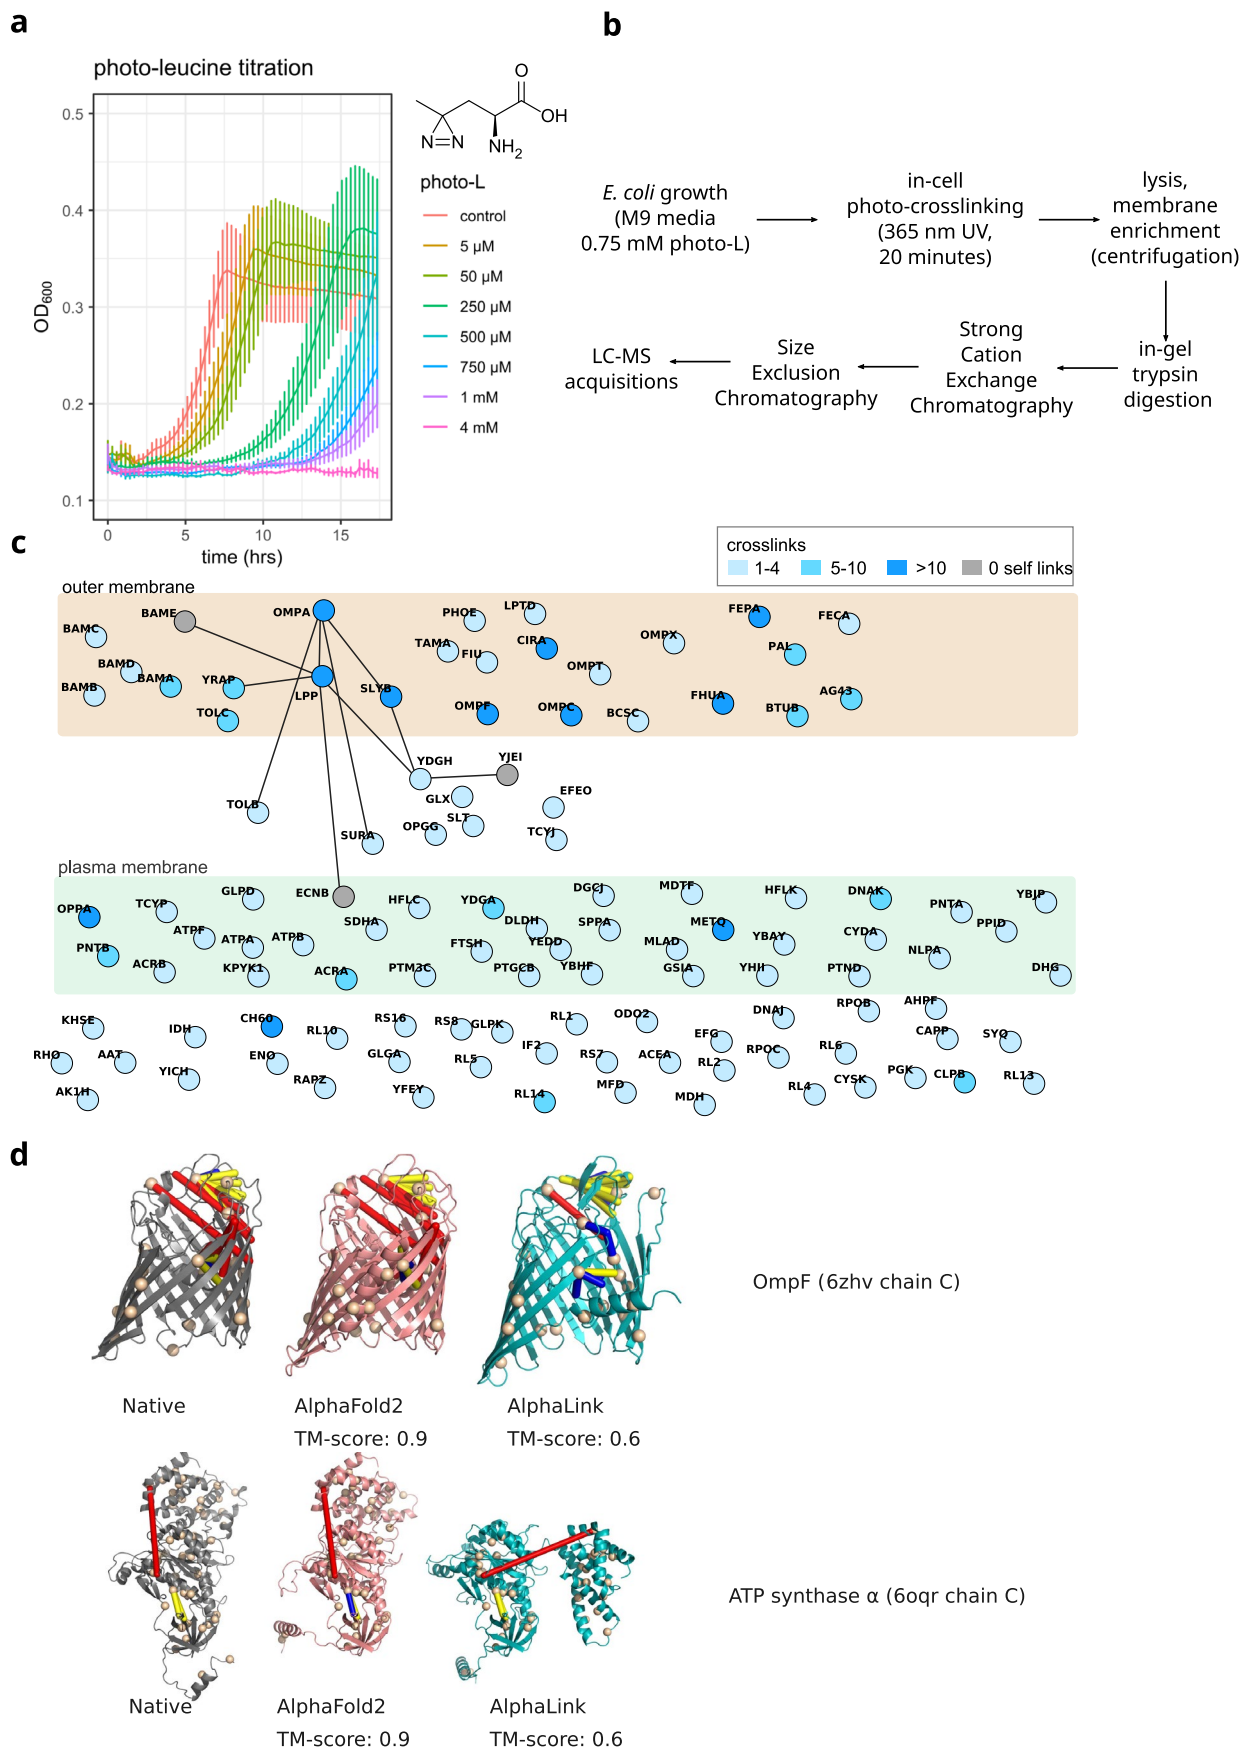 a
photo-leucine titration
0.5
0.4
0.3
0.2
0.1
OD600
0
5
10
15
time (hrs)
O
OH
N
N
NH2
photo-L
control
5 µM
50 µM
250 µM
500 µM
750 µM
1 mM
4 mM
b
E. coli growth
(M9 media
0.75 mM photo-L)
in-cell
photo-crosslinking
(365 nm UV,
20 minutes)
lysis,
membrane
enrichment
(centrifugation)
in-gel
trypsin
digestion
Strong
Cation
Exchange
Chromatography
Size
Exclusion
Chromatography
LC-MS
acquisitions
c
crosslinks
1-4
5-10
>10
0 self links
outer membrane
BAME
OMPA
PHOE
LPTD
FEPA
FECA
BAMC
TAMA
FIU
CIRA
OMPX
PAL
BAMD
BAMA
YRAP
OMPT
BAMB
LPP
SLYB
FHUA
AG43
TOLC
OMPF
OMPC
BCSC
BTUB
YDGH
YJEI
GLX
EFEO
TOLB
SURA
OPGG
SLT
TCYJ
plasma membrane
OPPA
TCYP
GLPD
ECNB
HFLC
YDGA
DGCJ
MDTF
HFLK
DNAK
PNTA
YBJP
ATPF
ATPA
ATPB
SDHA
DLDH
SPPA
METQ
YBAY
CYDA
PPID
PNTB
FTSH
YEDD
MLAD
NLPA
ACRB
KPYK1
ACRA
PTM3C
PTGCB
YBHF
GSIA
YHII
PTND
DHG
KHSE
IDH
CH60
RL10
RS16
RS8
GLPK
RL1
ODO2
DNAJ
RPOB
AHPF
RHO
AAT
ENO
GLGA
RL5
IF2
RS7
ACEA
EFG
RL2
RPOC
RL6
CAPP
SYQ
AK1H
YICH
RAPZ
YFEY
RL14
MFD
MDH
RL4
CYSK
PGK
CLPB
RL13
d
OmpF (6zhv chain C)
Native
AlphaFold2
AlphaLink
TM-score: 0.9
TM-score: 0.6
ATP synthase α (6oqr chain C)
Native
AlphaFold2
AlphaLink
TM-score: 0.9
TM-score: 0.6